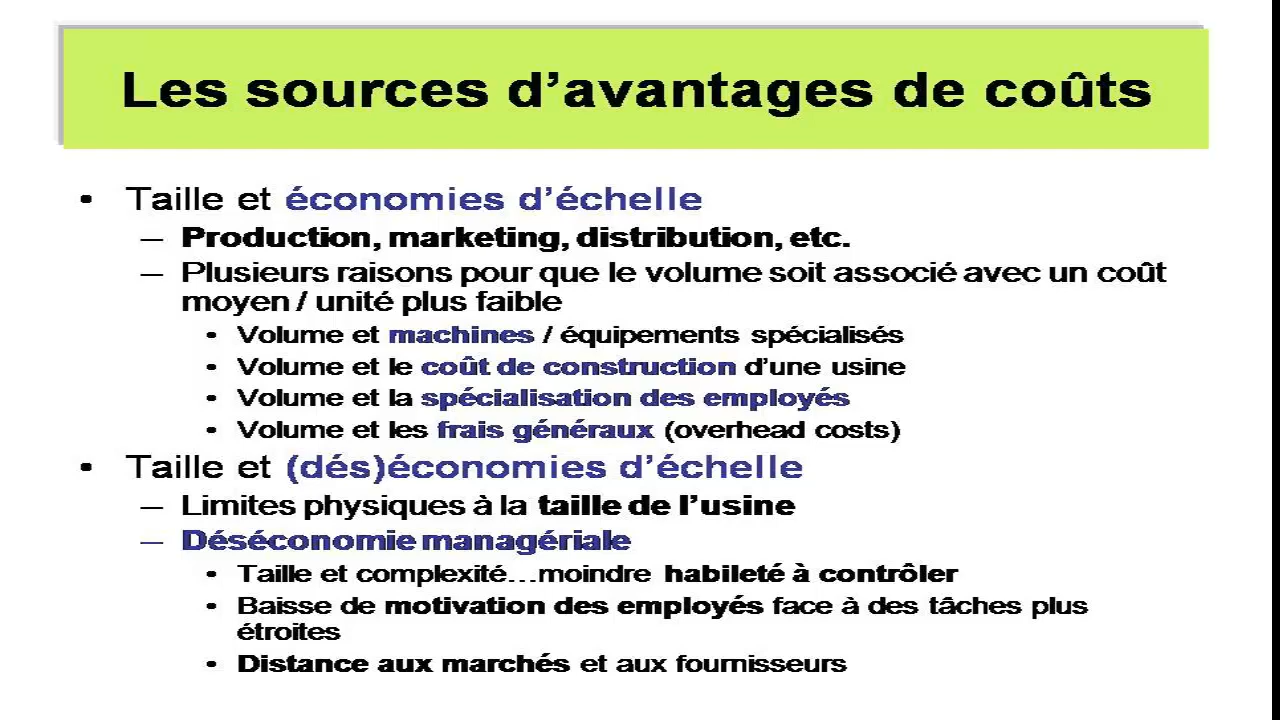 Les sources d’avantages de coûts
• Taille et économies d’échelle
– Production, marketing, distribution, etc.
– Plusieurs raisons pour que le volume soit associé avec un coût
moyen / unité plus faible
• Volume et machines / équipements spécialisés
• Volume et le coût de construction d’une usine
• Volume et la spécialisation des employés
• Volume et les frais généraux (overhead costs)
• Taille et (dés)économies d’échelle
– Limites physiques à la taille de l’usine
– Déséconomie managériale
• Taille et complexité…moindre habileté à contrôler
• Baisse de motivation des employés face à des tâches plus
étroites
• Distance aux marchés et aux fournisseurs